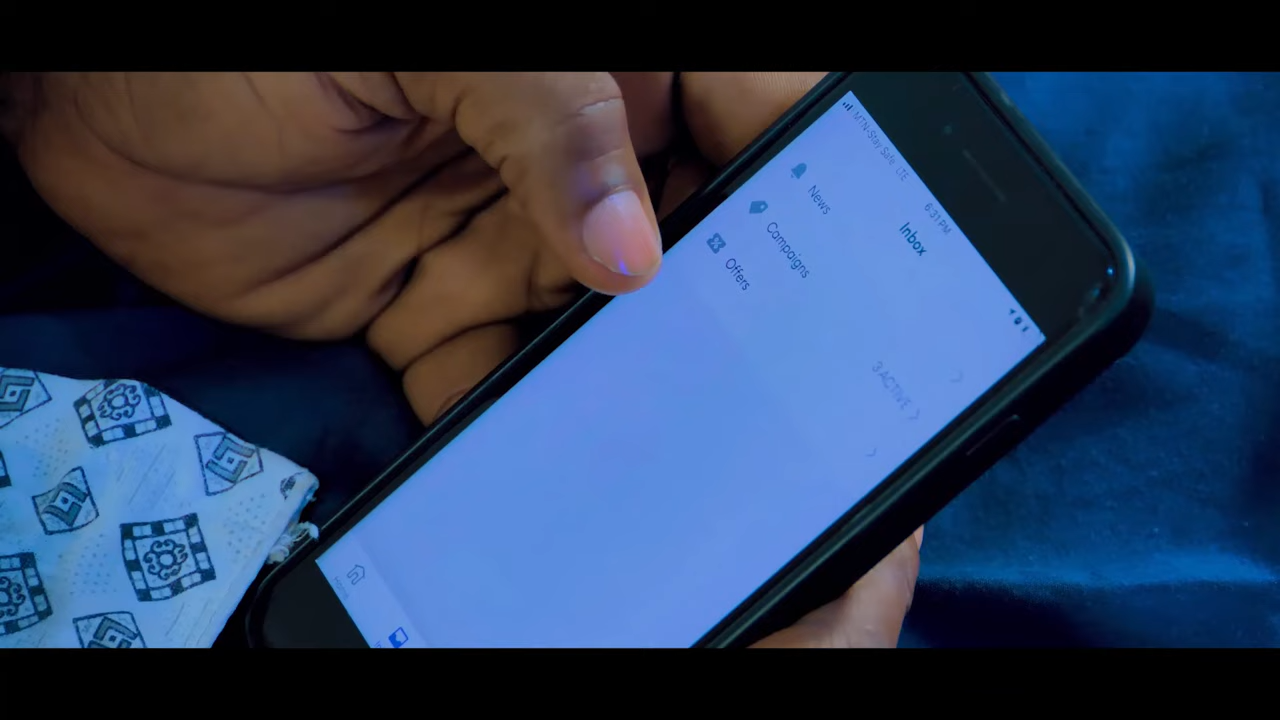 MTN-Stay Safe LTE
6:31 PM
Inbox
News
Campaigns
3 ACTIVE
Offers